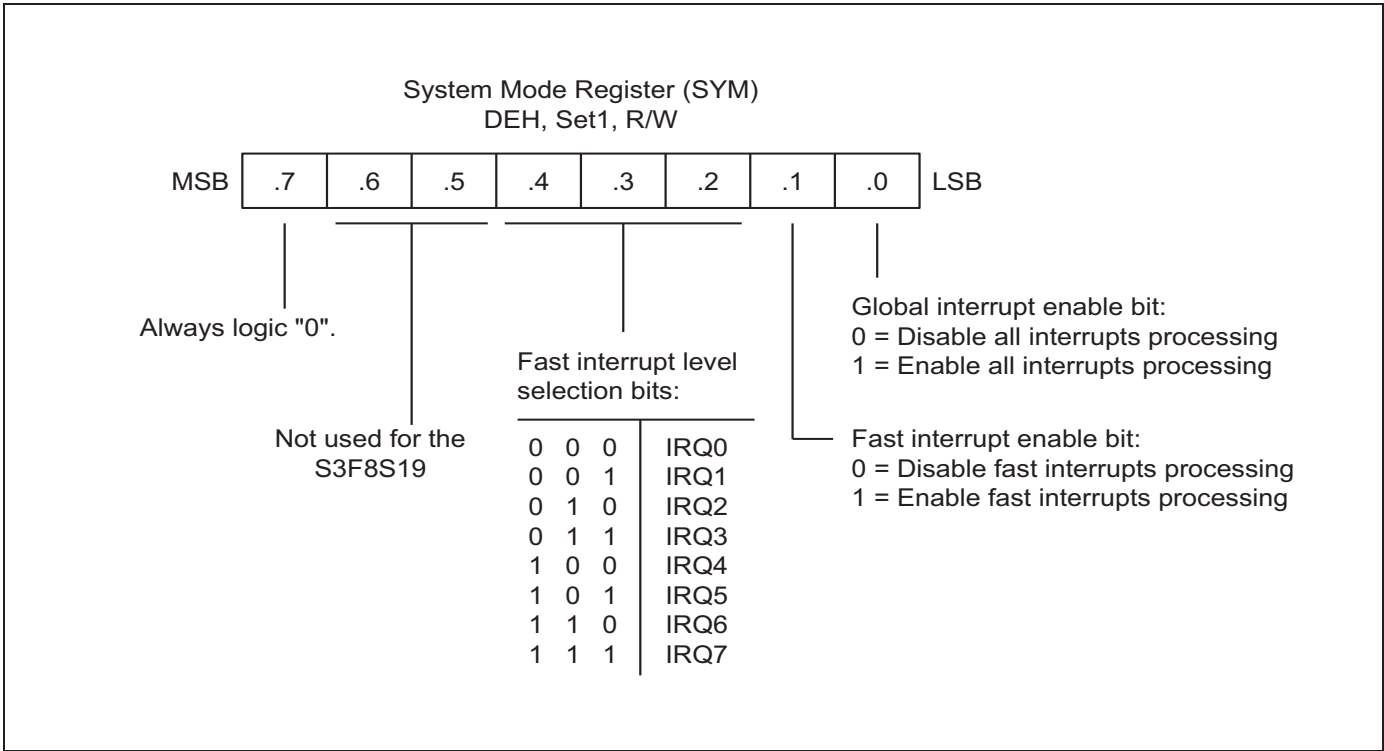 System Mode Register (SYM)
DEH, Set1, R/W
MSB .7 .6 .5 .4 .3 .2 .1 .0 LSB
Always logic "0".
Not used for the
S3F8S19
Fast interrupt level
selection bits:
0 0 0 IRQ0
0 0 1 IRQ1
0 1 0 IRQ2
0 1 1 IRQ3
1 0 0 IRQ4
1 0 1 IRQ5
1 1 0 IRQ6
1 1 1 IRQ7
Global interrupt enable bit:
0 = Disable all interrupts processing
1 = Enable all interrupts processing
Fast interrupt enable bit:
0 = Disable fast interrupts processing
1 = Enable fast interrupts processing